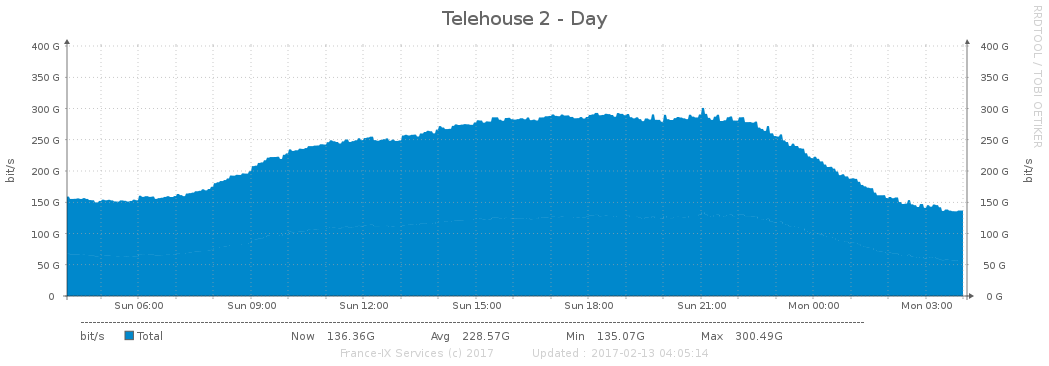 Telehouse 2 - Day
RRDTOOL / TOBI OETIKER
400 G 400 G
350 G 350 G
300 G 300 G
250 G 250 G
200 G 200 G
150 G 150 G
100 G 100 G
50 G 50 G
0 0 G
bit/s bit/s
Sun 06:00 Sun 09:00 Sun 12:00 Sun 15:00 Sun 18:00 Sun 21:00 Mon 00:00 Mon 03:00
bit/s Total Now 136.36G Avg 228.57G Min 135.07G Max 300.49G
France-IX Services (c) 2017 Updated : 2017-02-13 04:05:14